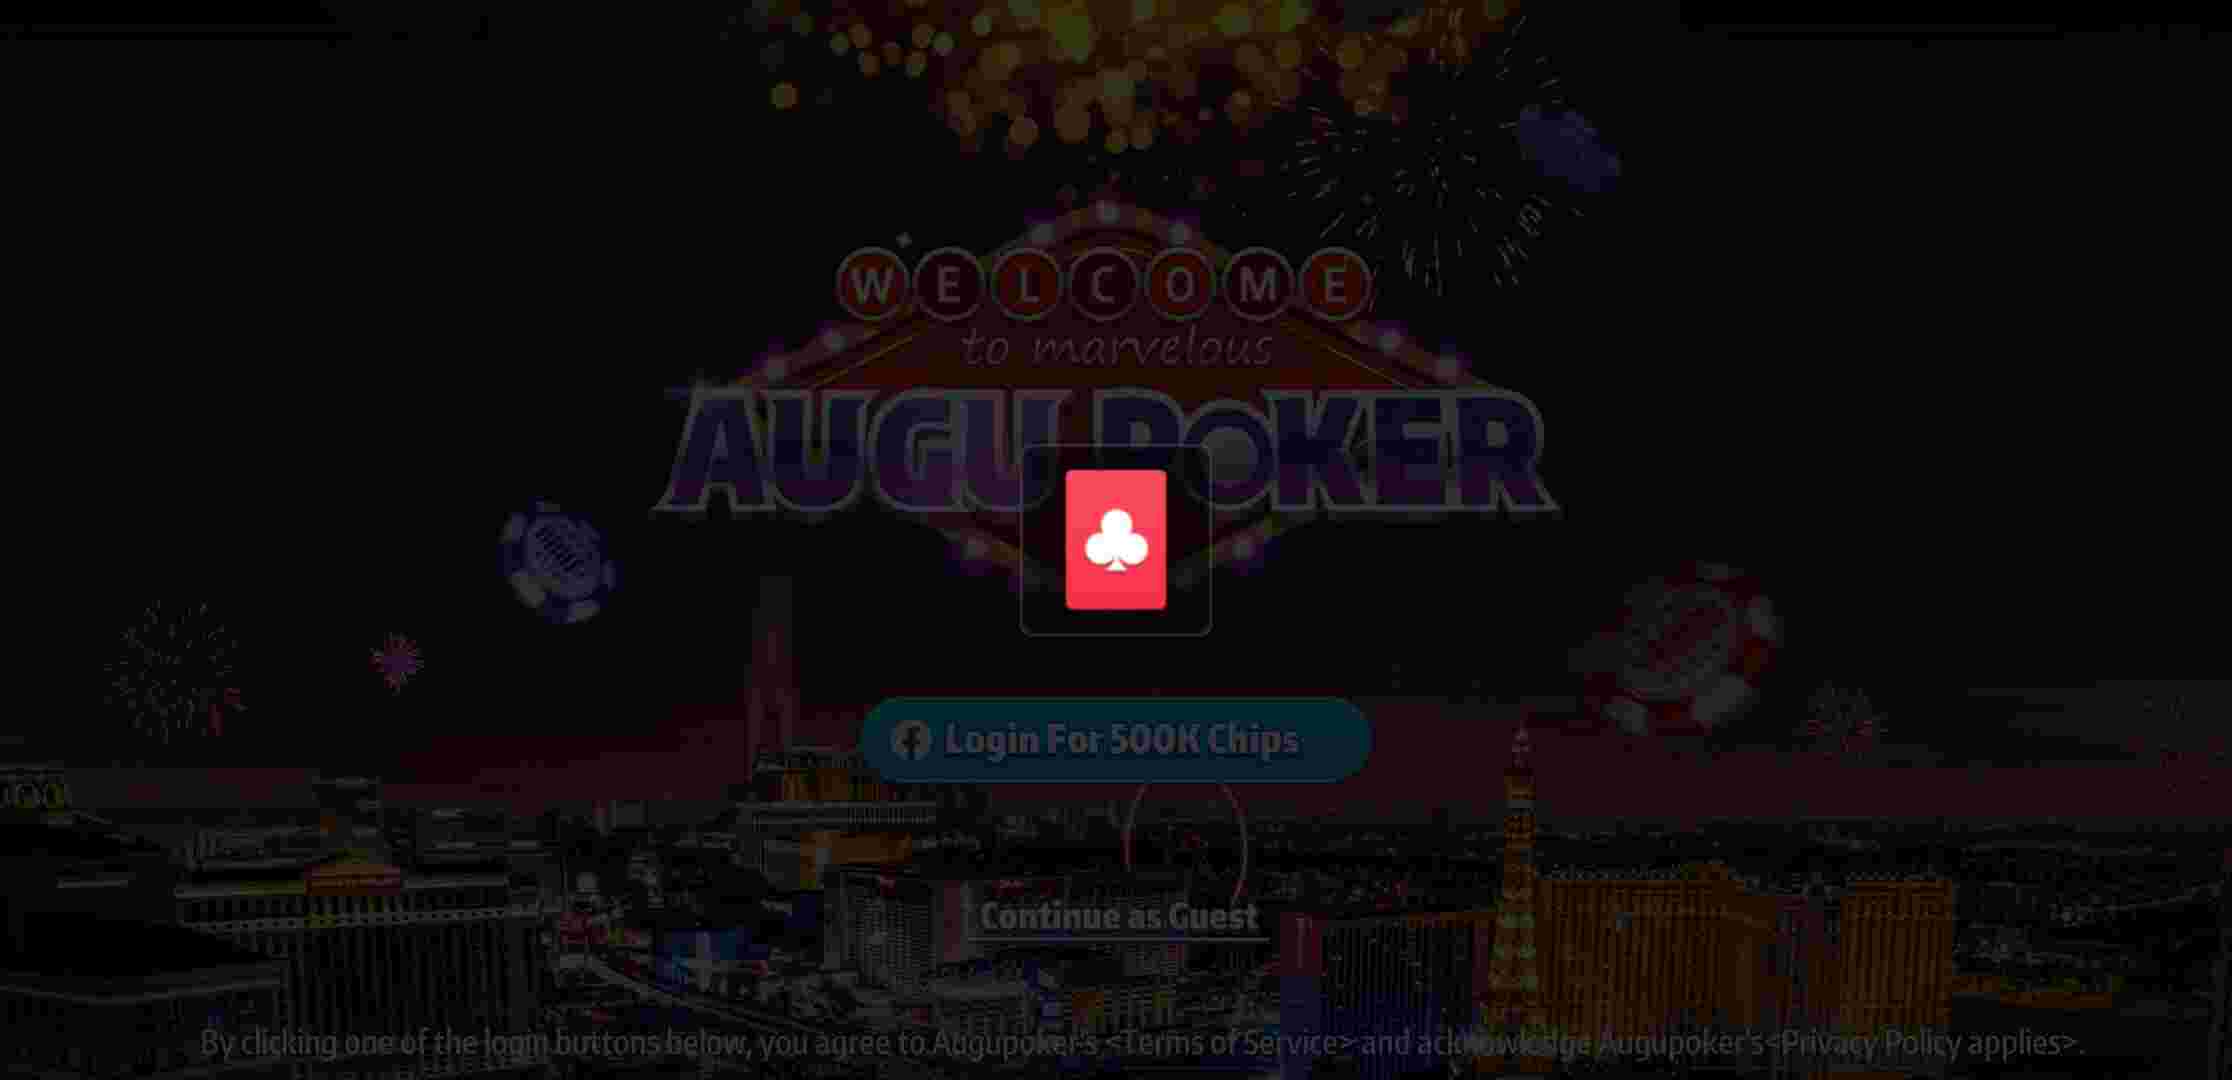 WELCOME
to marvelous
AUGU POKER
Login For 500K Chips
Continue as Guest
By clicking one of the login buttons below, you agree to Augupoker's <Terms of Service> and acknowledge Augupoker's<Privacy Policy applies>.